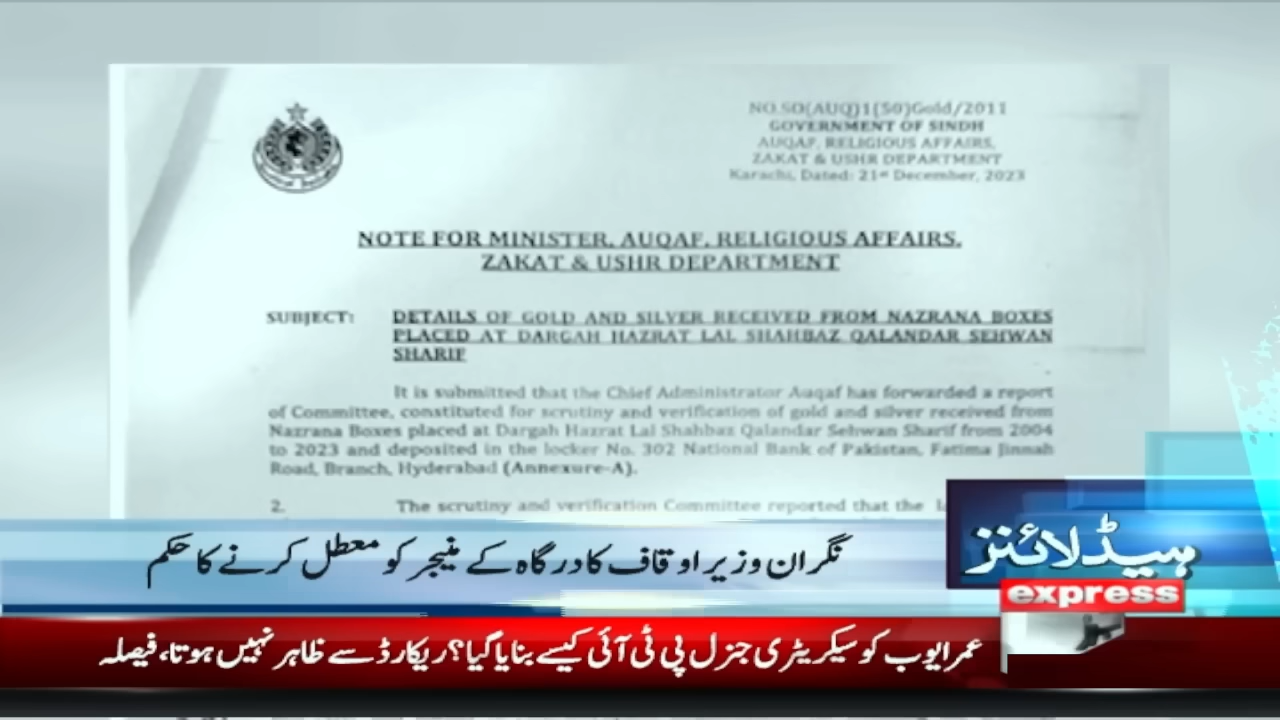 NO.SO(AUQ)1(50)Gold/2011
GOVERNMENT OF SINDH
AUQAF, RELIGIOUS AFFAIRS,
ZAKAT & USHR DEPARTMENT
Karachi, Dated: 21st December, 2023
NOTE FOR MINISTER, AUQAF, RELIGIOUS AFFAIRS,
ZAKAT & USHR DEPARTMENT
SUBJECT: DETAILS OF GOLD AND SILVER RECEIVED FROM NAZRANA BOXES
PLACED AT DARGAH HAZRAT LAL SHAHBAZ QALANDAR SEHWAN
SHARIF
It is submitted that the Chief Administrator Auqaf has forwarded a report
of Committee, constituted for scrutiny and verification of gold and silver received from
Nazrana Boxes placed at Dargah Hazrat Lal Shahbaz Qalandar Sehwan Sharif from 2004
to 2023 and deposited in the locker No. 302 National Bank of Pakistan, Fatima Jinnah
Road, Branch, Hyderabad (Annexure-A).
2. The scrutiny and verification Committee reported that the
ہیڈلائنز
express
نگران وزیر اوقاف کا درگاہ کے منیجر کو معطل کرنے کا حکم
عمر ایوب کو سیکریٹری جنرل پی ٹی آئی کیسے بنایا گیا؟ ریکارڈ سے ظاہر نہیں ہوتا، فیصلہ